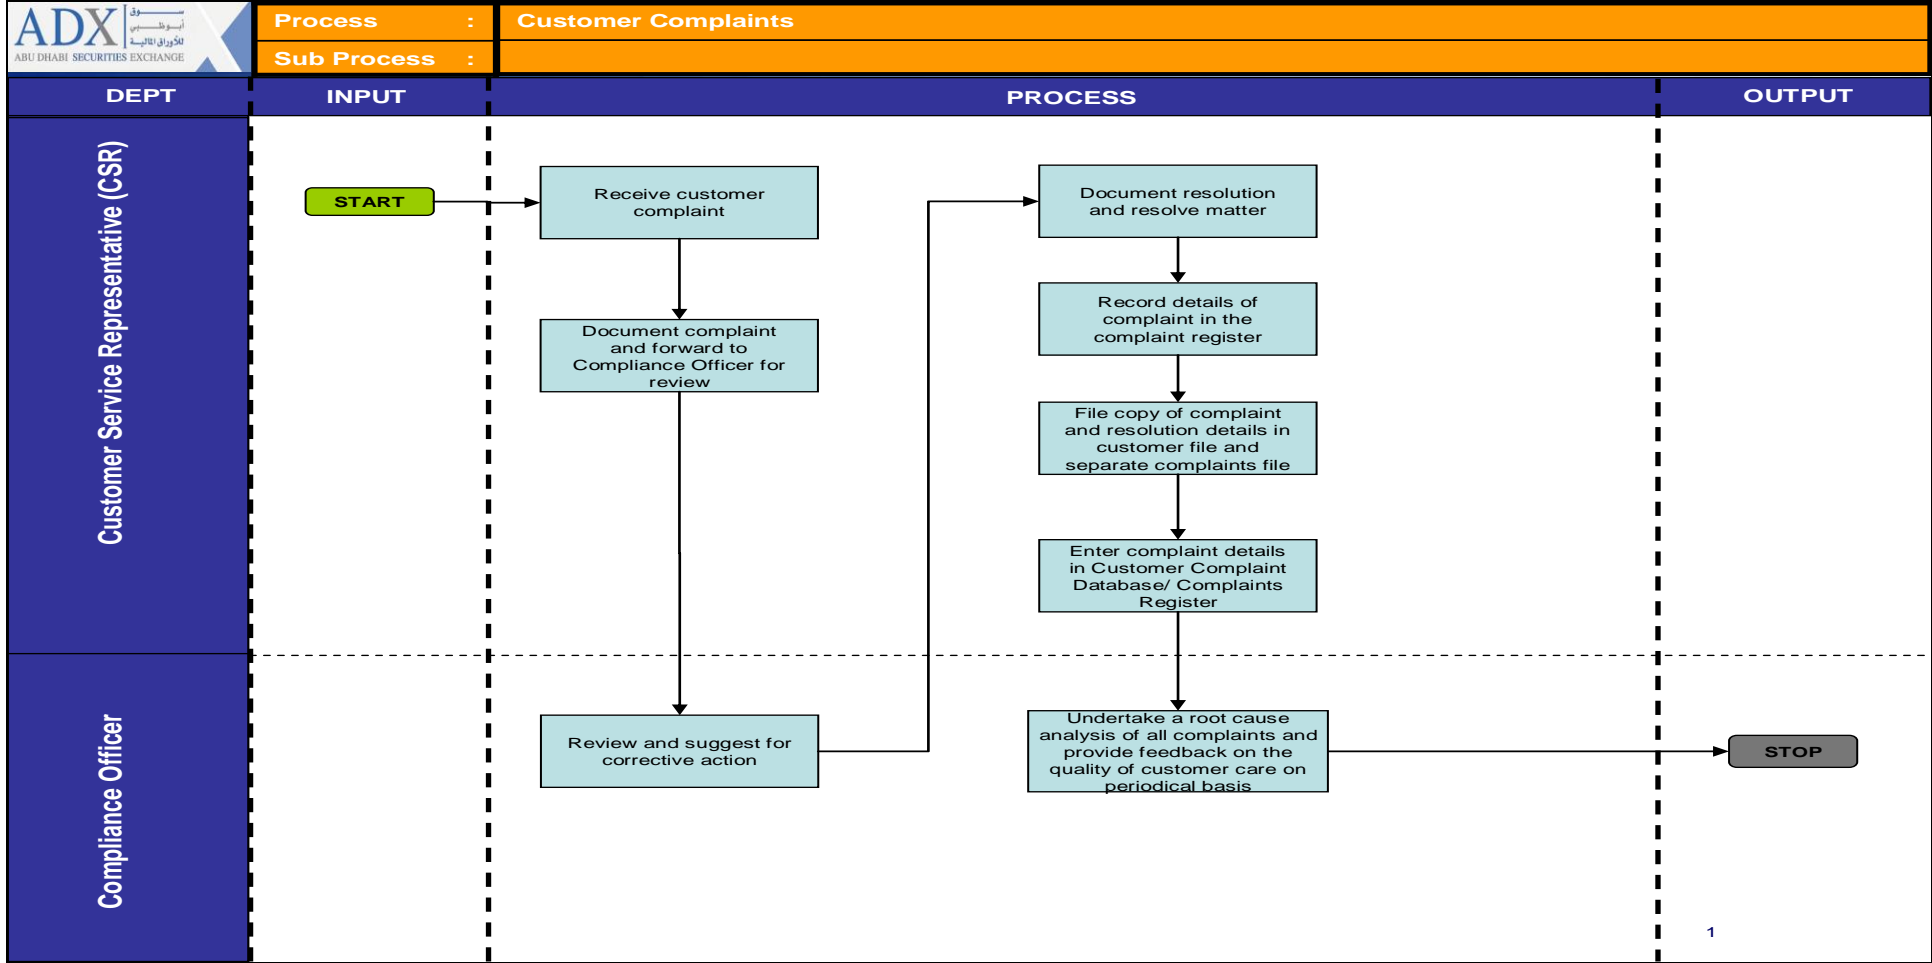 ADX
سوق
أبوظبي
للأوراق المالية
ABU DHABI SECURITIES EXCHANGE
Process : Customer Complaints
Sub Process :
DEPT INPUT PROCESS OUTPUT
Customer Service Representative (CSR)
START
Receive customer
complaint
Document complaint
and forward to
Compliance Officer for
review
Document resolution
and resolve matter
Record details of
complaint in the
complaint register
File copy of complaint
and resolution details in
customer file and
separate complaints file
Enter complaint details
in Customer Complaint
Database/ Complaints
Register
Compliance Officer
Review and suggest for
corrective action
Undertake a root cause
analysis of all complaints and
provide feedback on the
quality of customer care on
periodical basis
STOP
1